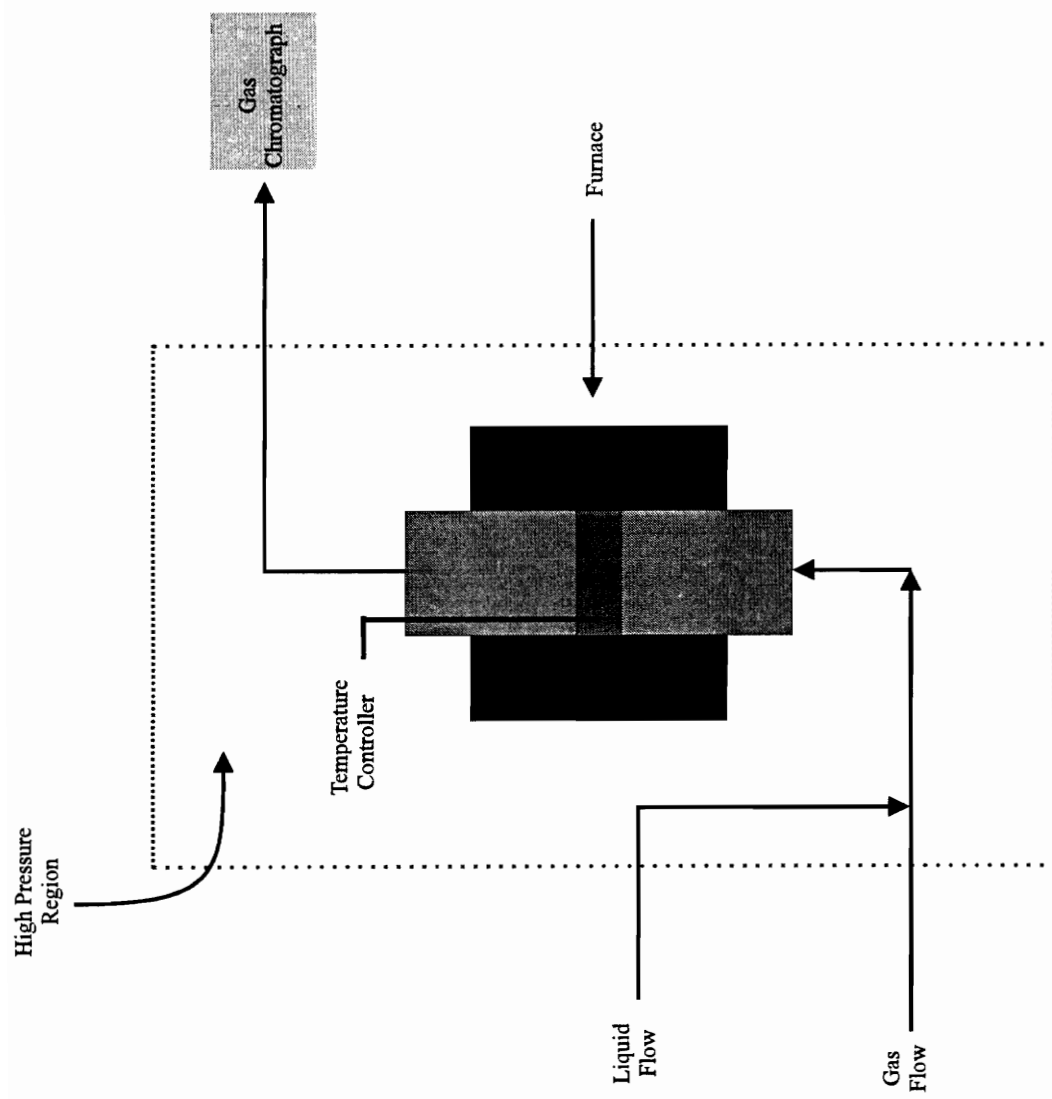 Gas
Chromatograph
Furnace
High Pressure
Region
Temperature
Controller
Liquid
Flow
Gas
Flow